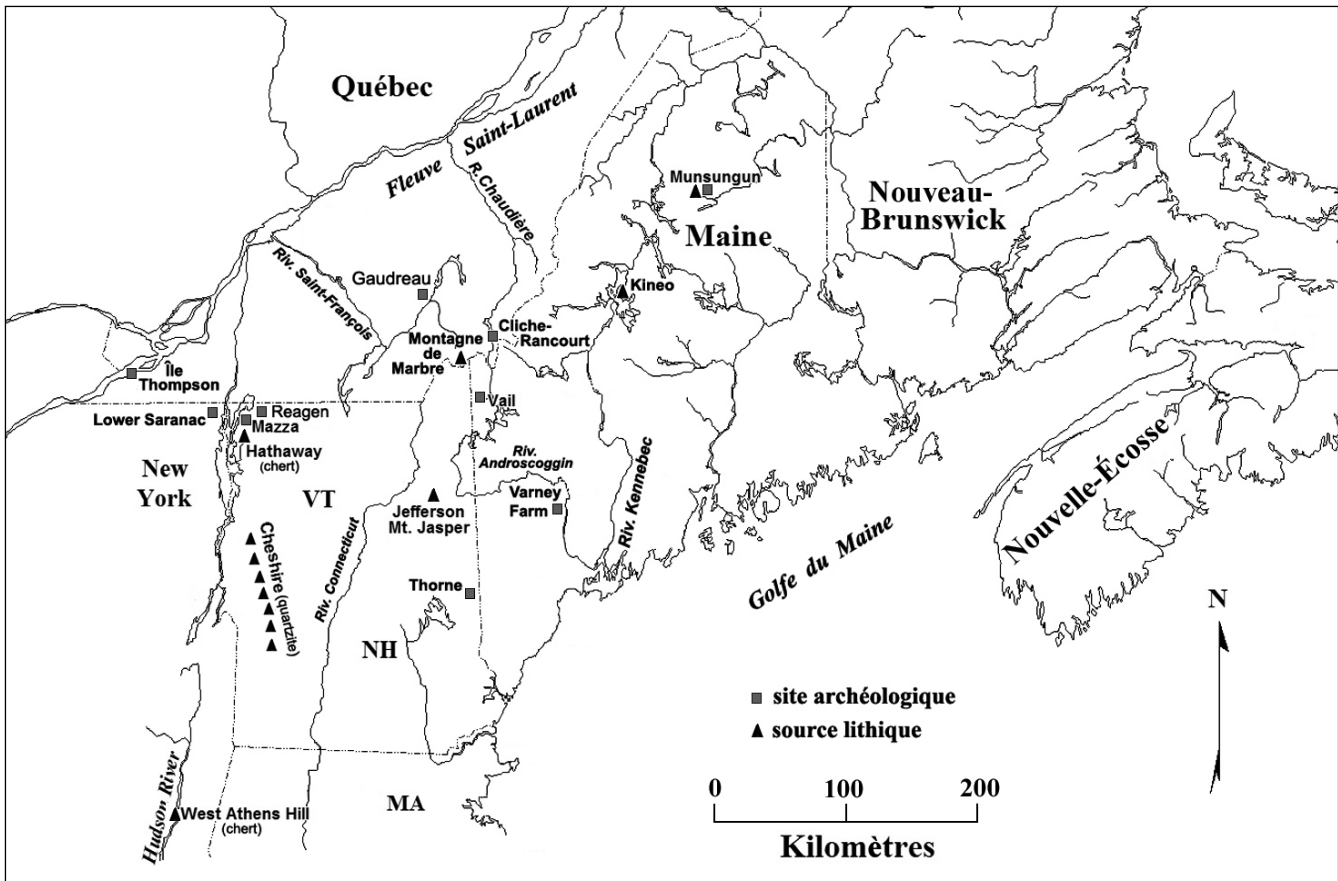 Québec
Fleuve Saint-Laurent
R. Chaudière
Munsungun
Nouveau-
Brunswick
Maine
Riv. Saint-François
Gaudreau
Kineo
Cliche-
Rancourt
Montagne
de
Marbre
Île
Thompson
Vail
Lower Saranac
Reagen
Mazza
Hathaway
(chert)
New
York
VT
Riv.
Androscoggin
Riv. Kennebec
Varney
Farm
Jefferson
Mt. Jasper
Nouvelle-Écosse
Golfe du Maine
Cheshire (quartzite)
Riv. Connecticut
Thorne
NH
N
site archéologique
source lithique
Hudson River
West Athens Hill
(chert)
MA
0 100 200
Kilomètres